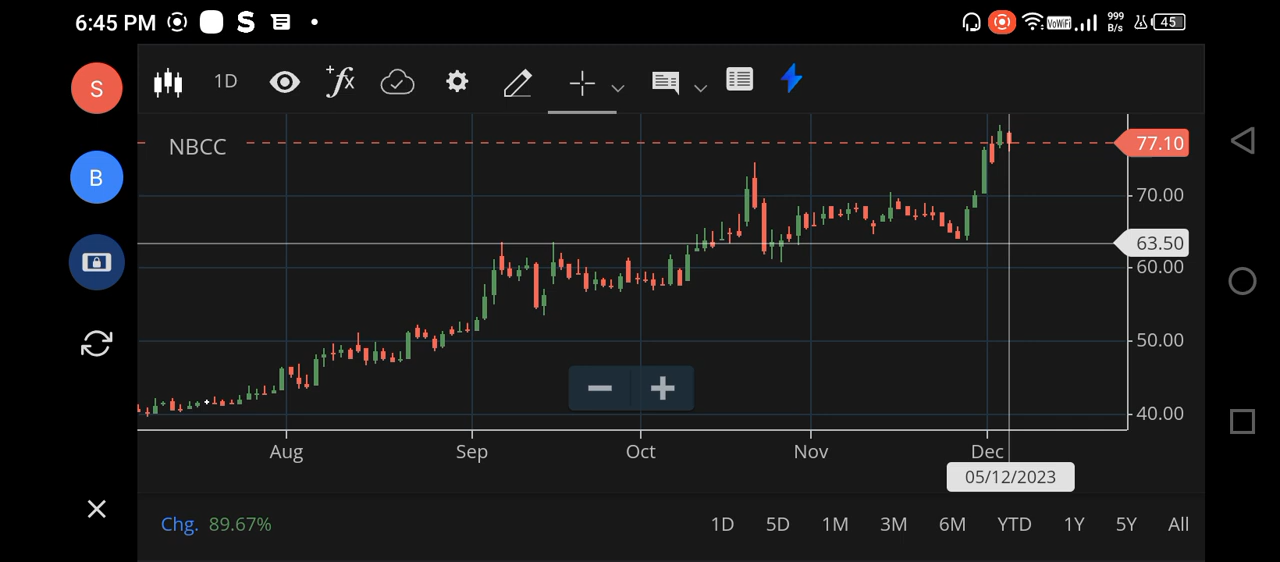 6:45 PM S VoWiFi 999 B/s 45
S 1D +fx
NBCC 77.10
B
70.00
63.50
60.00
50.00
40.00
Aug Sep Oct Nov Dec
05/12/2023
Chg. 89.67% 1D 5D 1M 3M 6M YTD 1Y 5Y All